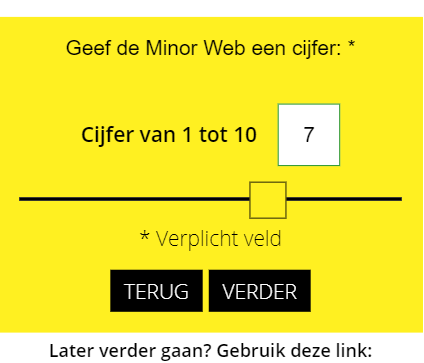 Geef de Minor Web een cijfer: *
Cijfer van 1 tot 10 7
* Verplicht veld
TERUG VERDER
Later verder gaan? Gebruik deze link: